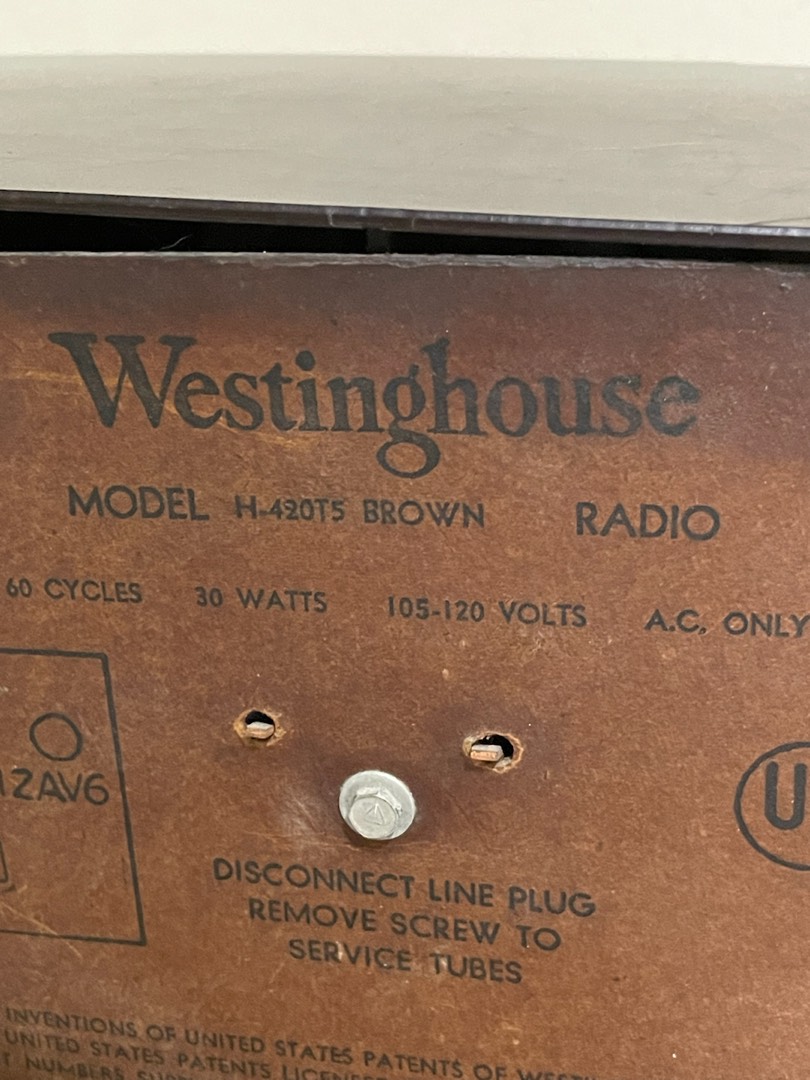 Westinghouse
MODEL H-420T5 BROWN RADIO
60 CYCLES 30 WATTS 105-120 VOLTS A.C. ONLY
12AV6
U
DISCONNECT LINE PLUG
REMOVE SCREW TO
SERVICE TUBES
INVENTIONS OF UNITED STATES PATENTS OF
UNITED STATES PATENTS
NUMBERS